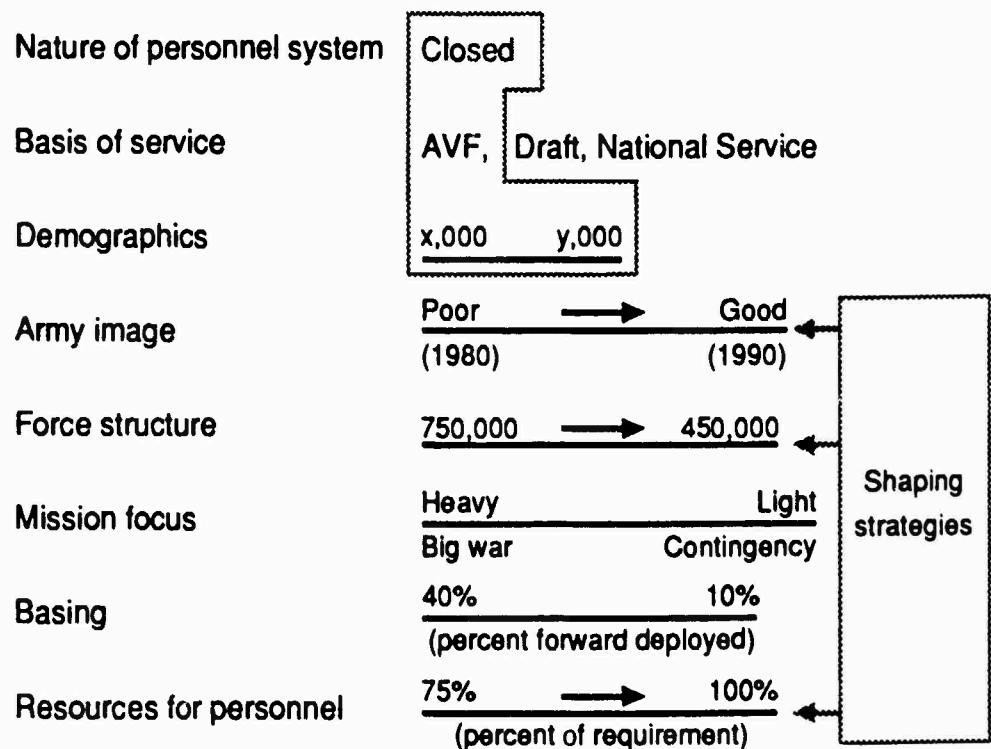 Nature of personnel system Closed
Basis of service AVF, Draft, National Service
Demographics x,000 y,000
Army image Poor Good
(1980) (1990)
Force structure 750,000 450,000
Mission focus Heavy Light
Big war Contingency
Basing 40% 10%
(percent forward deployed)
Resources for personnel 75% 100%
(percent of requirement)
Shaping
strategies